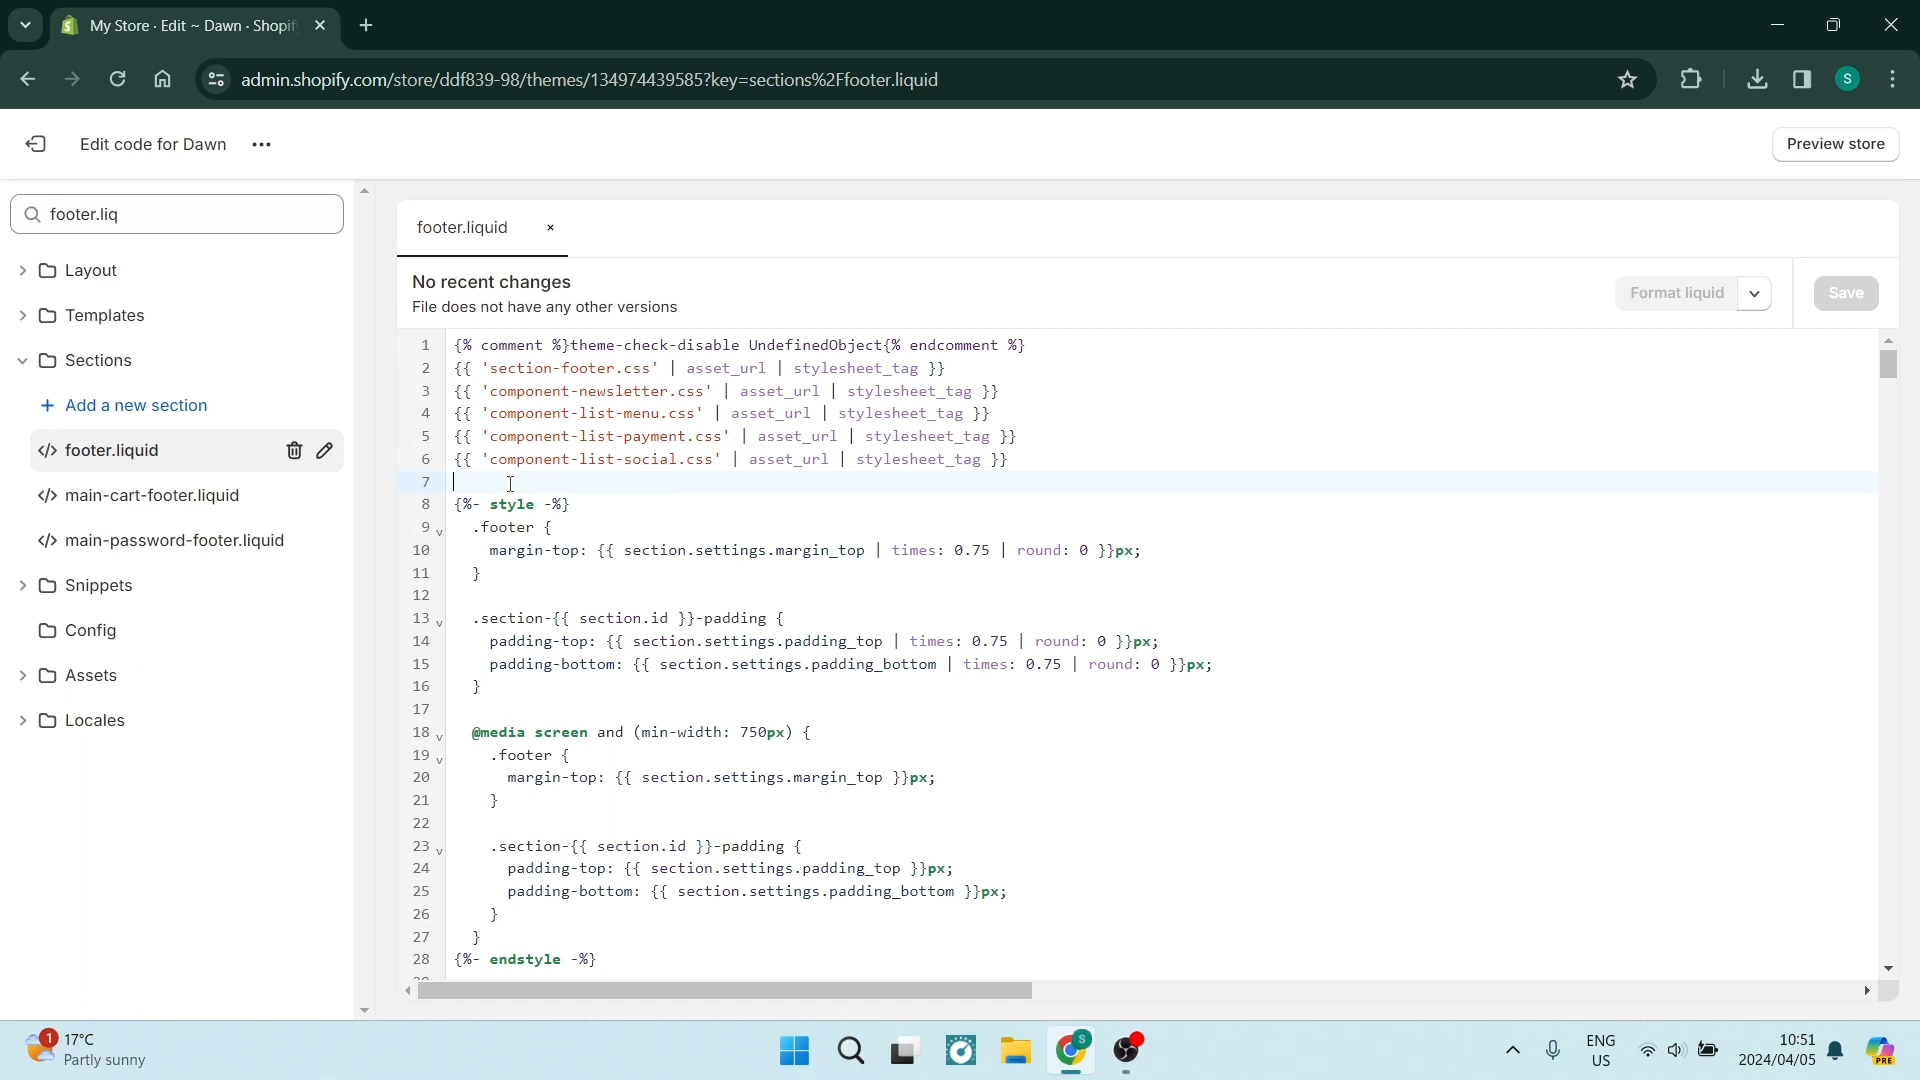 My Store · Edit ~ Dawn · Shopif
admin.shopify.com/store/ddf839-98/themes/134974439585?key=sections%2Ffooter.liquid
S
Edit code for Dawn
Preview store
footer.liq
Layout
Templates
Sections
+ Add a new section
</> footer.liquid
</> main-cart-footer.liquid
</> main-password-footer.liquid
Snippets
Config
Assets
Locales
footer.liquid
No recent changes
File does not have any other versions
Format liquid
Save
1 {% comment %}theme-check-disable UndefinedObject{% endcomment %}
2 {{ 'section-footer.css' | asset_url | stylesheet_tag }}
3 {{ 'component-newsletter.css' | asset_url | stylesheet_tag }}
4 {{ 'component-list-menu.css' | asset_url | stylesheet_tag }}
5 {{ 'component-list-payment.css' | asset_url | stylesheet_tag }}
6 {{ 'component-list-social.css' | asset_url | stylesheet_tag }}
7
8 {%- style -%}
9 .footer {
10 margin-top: {{ section.settings.margin_top | times: 0.75 | round: 0 }}px;
11 }
12
13 .section-{{ section.id }}-padding {
14 padding-top: {{ section.settings.padding_top | times: 0.75 | round: 0 }}px;
15 padding-bottom: {{ section.settings.padding_bottom | times: 0.75 | round: 0 }}px;
16 }
17
18 @media screen and (min-width: 750px) {
19 .footer {
20 margin-top: {{ section.settings.margin_top }}px;
21 }
22
23 .section-{{ section.id }}-padding {
24 padding-top: {{ section.settings.padding_top }}px;
25 padding-bottom: {{ section.settings.padding_bottom }}px;
26 }
27 }
28 {%- endstyle -%}
1
17°C
Partly sunny
S
ENG
US
10:51
2024/04/05
PRE